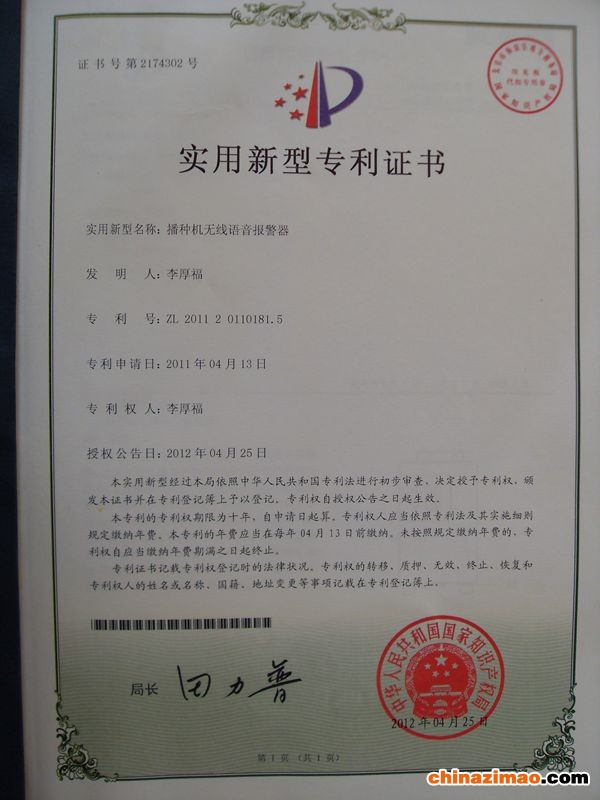 证书号第2174302号
实用新型专利证书
实用新型名称：播种机无线语音报警器
发明人：李厚福
专利号：ZL 2011 2 0110181.5
专利申请日：2011年04月13日
专利权人：李厚福
授权公告日：2012年04月25日
本实用新型经过本局依照中华人民共和国专利法进行初步审查，决定授予专利权，颁
发本证书并在专利登记簿上予以登记。专利权自授权公告之日起生效。
本专利的专利权期限为十年，自申请日起算。专利权人应当依照专利法及其实施细则
规定缴纳年费。本专利的年费应当在每年04月13日前缴纳。未按照规定缴纳年费的，专
利权自应当缴纳年费期满之日起终止。
专利证书记载专利权登记时的法律状况。专利权的转移、质押、无效、终止、恢复和
专利权人的姓名或名称、国籍、地址变更等事项记载在专利登记簿上。
局长
田力普
中华人民共和国国家知识产权局
2012年04月25日
第1页（共1页）
chinazimao.com